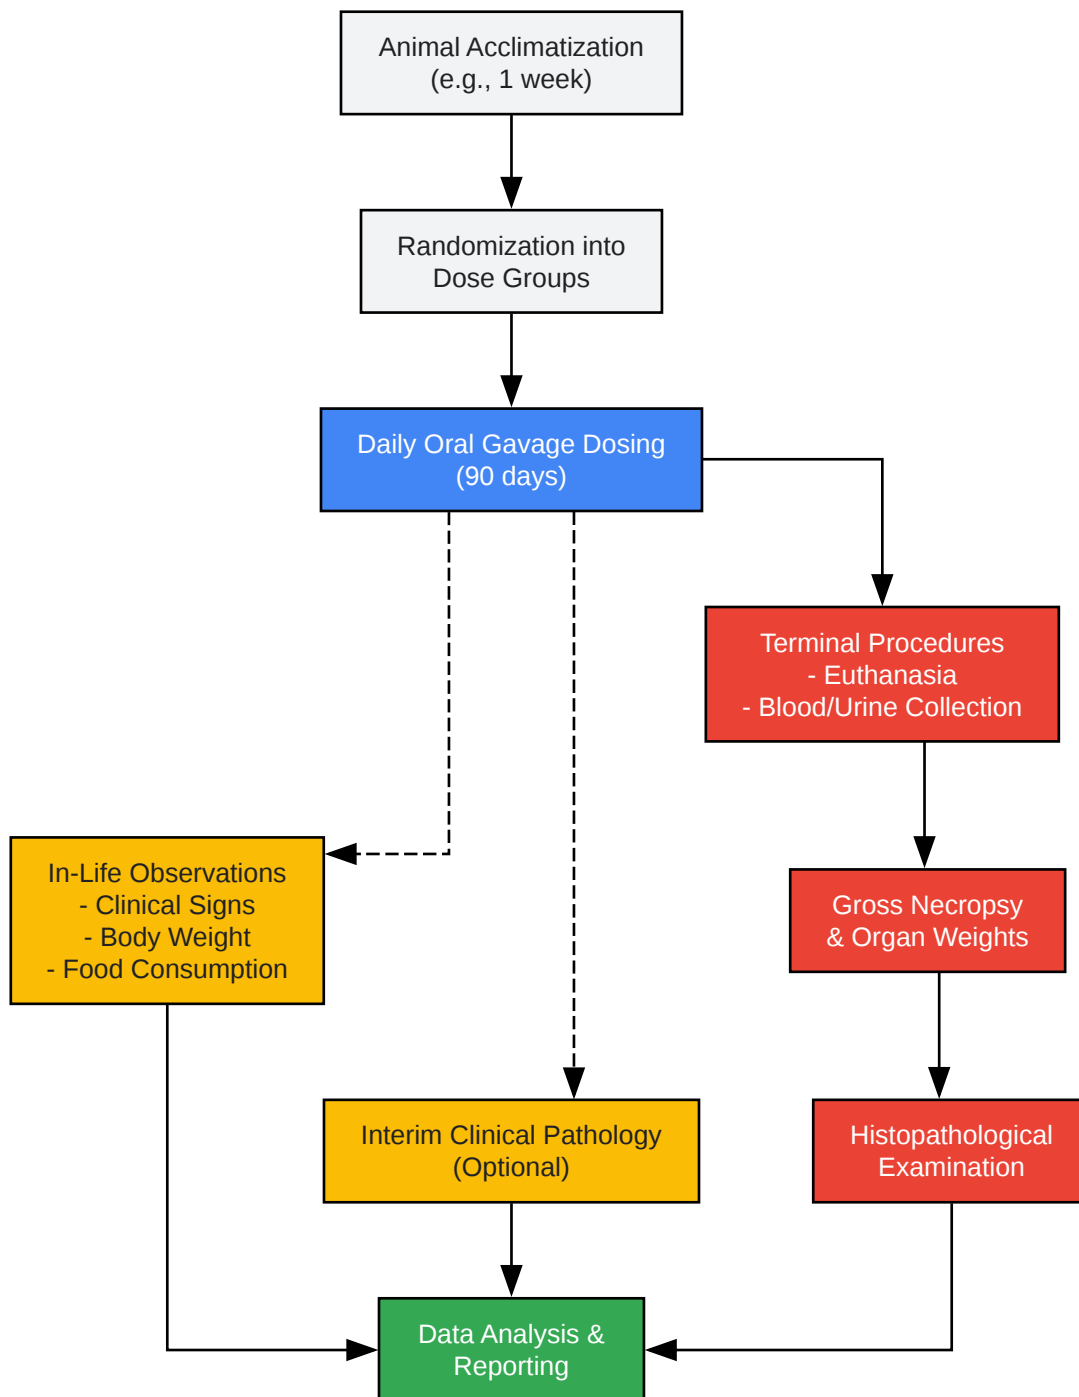 Animal Acclimatization
(e.g., 1 week)
Randomization into
Dose Groups
Daily Oral Gavage Dosing
(90 days)
Terminal Procedures
- Euthanasia
- Blood/Urine Collection
In-Life Observations
- Clinical Signs
- Body Weight
- Food Consumption
Gross Necropsy
& Organ Weights
Interim Clinical Pathology
(Optional)
Histopathological
Examination
Data Analysis &
Reporting